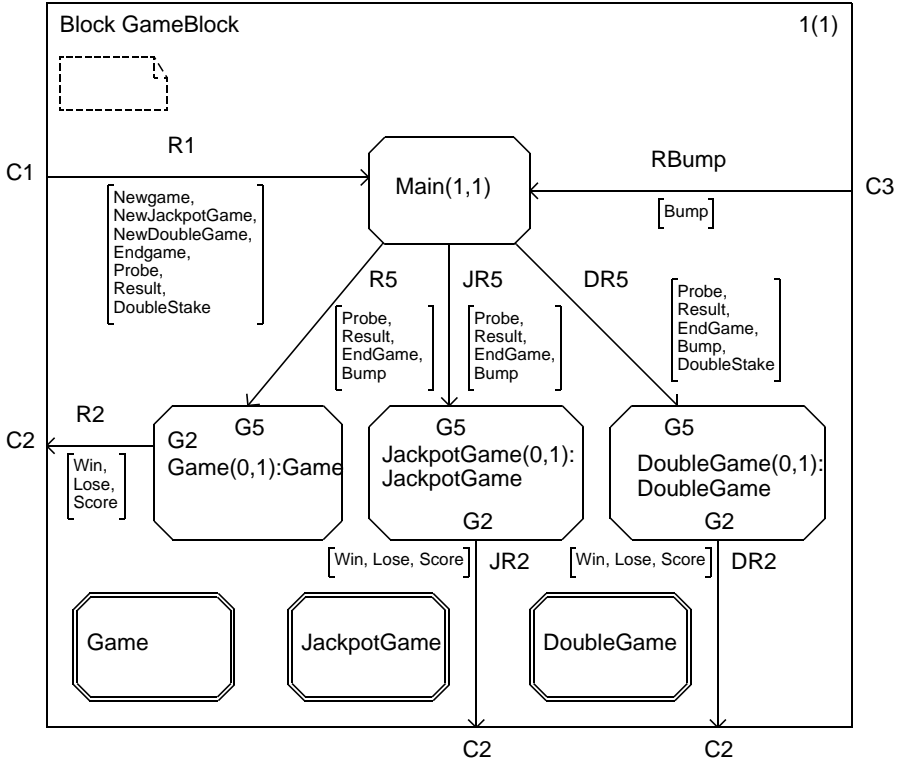 Block GameBlock
1(1)
R1
C1
Main(1,1)
RBump
C3
[Newgame,
NewJackpotGame,
NewDoubleGame,
Endgame,
Probe,
Result,
DoubleStake]
[Bump]
R5
JR5
DR5
[Probe,
Result,
EndGame,
Bump]
[Probe,
Result,
EndGame,
Bump]
[Probe,
Result,
EndGame,
Bump,
DoubleStake]
R2
C2
[Win,
Lose,
Score]
G5
G2
Game(0,1):Game
G5
JackpotGame(0,1):
JackpotGame
G2
G5
DoubleGame(0,1):
DoubleGame
G2
[Win, Lose, Score]
JR2
[Win, Lose, Score]
DR2
Game
JackpotGame
DoubleGame
C2
C2